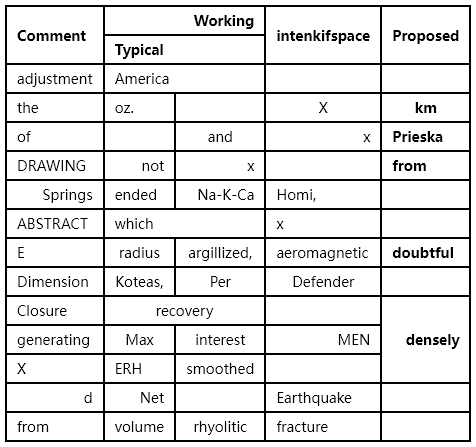 Comment Working intenkifspace Proposed
Typical
adjustment America
the oz. X km
of and x Prieska
DRAWING not x from
Springs ended Na-K-Ca Homi,
ABSTRACT which x
E radius argillized, aeromagnetic doubtful
Dimension Koteas, Per Defender
Closure recovery
generating Max interest MEN densely
X ERH smoothed
d Net Earthquake
from volume rhyolitic fracture